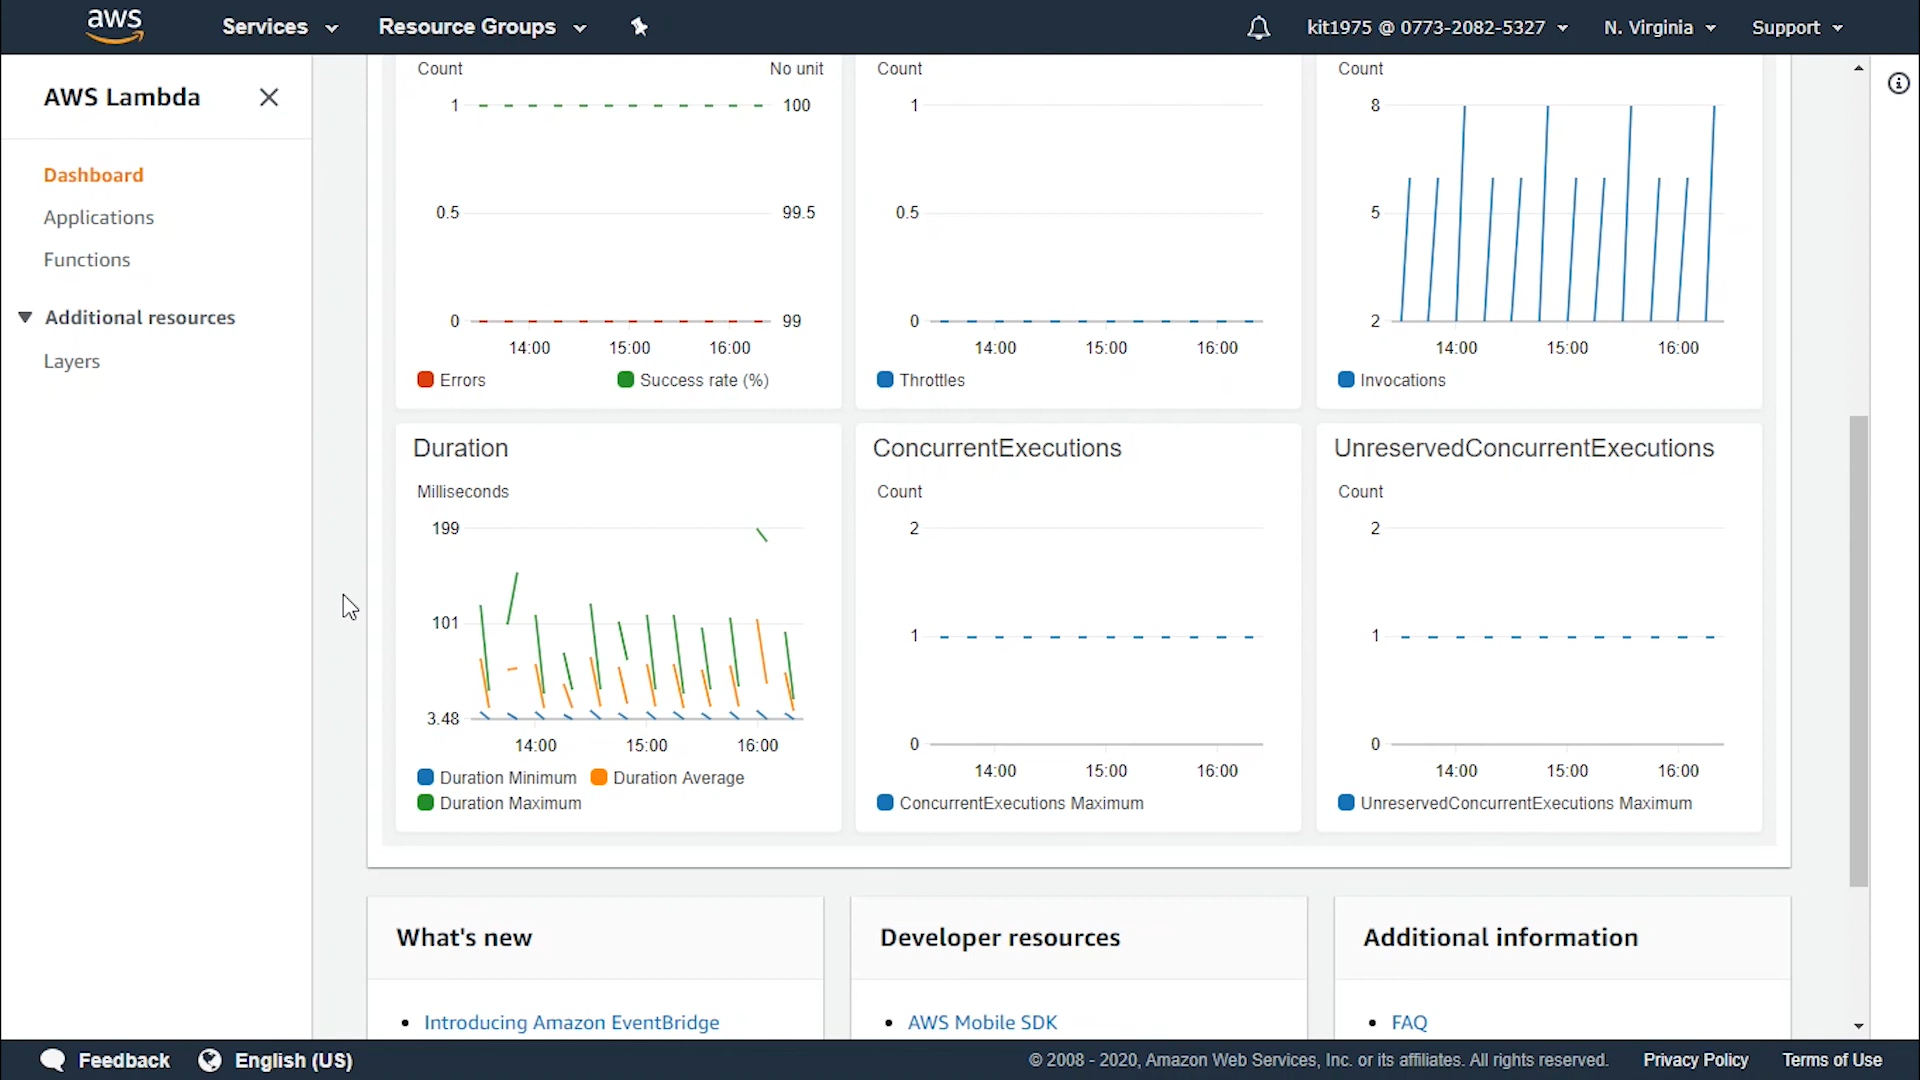 aws
Services
Resource Groups
kit1975 @ 0773-2082-5327
N. Virginia
Support
AWS Lambda
Dashboard
Applications
Functions
Additional resources
Layers
Count
No unit
1
100
0.5
99.5
0
99
14:00
15:00
16:00
Errors
Success rate (%)
Count
1
0.5
0
14:00
15:00
16:00
Throttles
Count
8
5
2
14:00
15:00
16:00
Invocations
Duration
Milliseconds
199
101
3.48
14:00
15:00
16:00
Duration Minimum
Duration Average
Duration Maximum
ConcurrentExecutions
Count
2
1
0
14:00
15:00
16:00
ConcurrentExecutions Maximum
UnreservedConcurrentExecutions
Count
2
1
0
14:00
15:00
16:00
UnreservedConcurrentExecutions Maximum
What's new
Introducing Amazon EventBridge
Developer resources
AWS Mobile SDK
Additional information
FAQ
Feedback
English (US)
© 2008 - 2020, Amazon Web Services, Inc. or its affiliates. All rights reserved.
Privacy Policy
Terms of Use